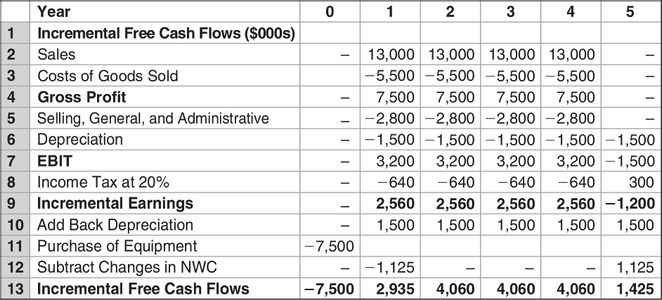 Year 0 1 2 3 4 5
1 Incremental Free Cash Flows ($000s)
2 Sales – 13,000 13,000 13,000 13,000 –
3 Costs of Goods Sold –5,500 –5,500 –5,500 –5,500 –
4 Gross Profit – 7,500 7,500 7,500 7,500 –
5 Selling, General, and Administrative –2,800 –2,800 –2,800 –2,800 –
6 Depreciation – –1,500 –1,500 –1,500 –1,500 –1,500
7 EBIT – 3,200 3,200 3,200 3,200 –1,500
8 Income Tax at 20% –640 –640 –640 –640 300
9 Incremental Earnings – 2,560 2,560 2,560 2,560 –1,200
10 Add Back Depreciation 1,500 1,500 1,500 1,500 1,500
11 Purchase of Equipment –7,500
12 Subtract Changes in NWC – –1,125 – – – 1,125
13 Incremental Free Cash Flows –7,500 2,935 4,060 4,060 4,060 1,425